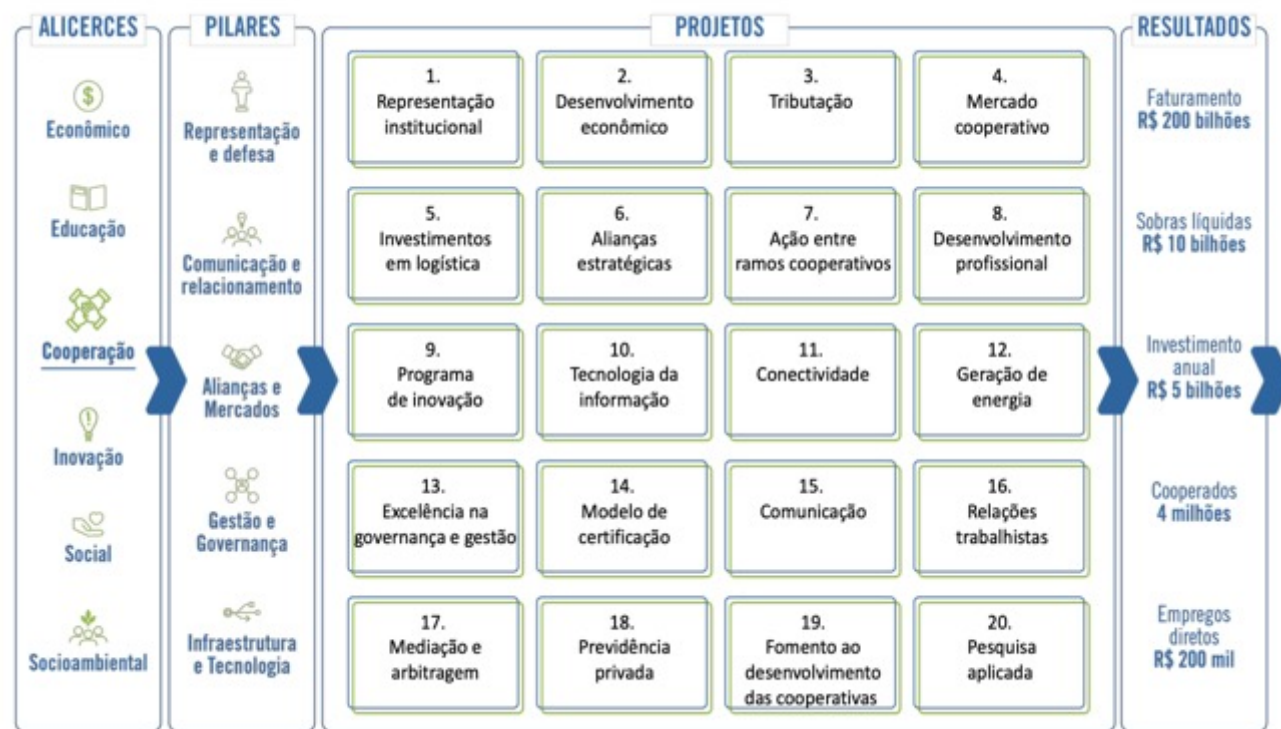 ALICERCES
Econômico
Educação
Cooperação
Inovação
Social
Socioambiental
PILARES
Representação
e defesa
Comunicação e
relacionamento
Alianças e
Mercados
Gestão e
Governança
Infraestrutura
e Tecnologia
PROJETOS
1.
Representação
institucional
2.
Desenvolvimento
econômico
3.
Tributação
4.
Mercado
cooperativo
5.
Investimentos
em logística
6.
Alianças
estratégicas
7.
Ação entre
ramos cooperativos
8.
Desenvolvimento
profissional
9.
Programa
de inovação
10.
Tecnologia da
informação
11.
Conectividade
12.
Geração de
energia
13.
Excelência na
governança e gestão
14.
Modelo de
certificação
15.
Comunicação
16.
Relações
trabalhistas
17.
Mediação e
arbitragem
18.
Previdência
privada
19.
Fomento ao
desenvolvimento
das cooperativas
20.
Pesquisa
aplicada
RESULTADOS
Faturamento
R$ 200 bilhões
Sobras líquidas
R$ 10 bilhões
Investimento
anual
R$ 5 bilhões
Cooperados
4 milhões
Empregos
diretos
R$ 200 mil